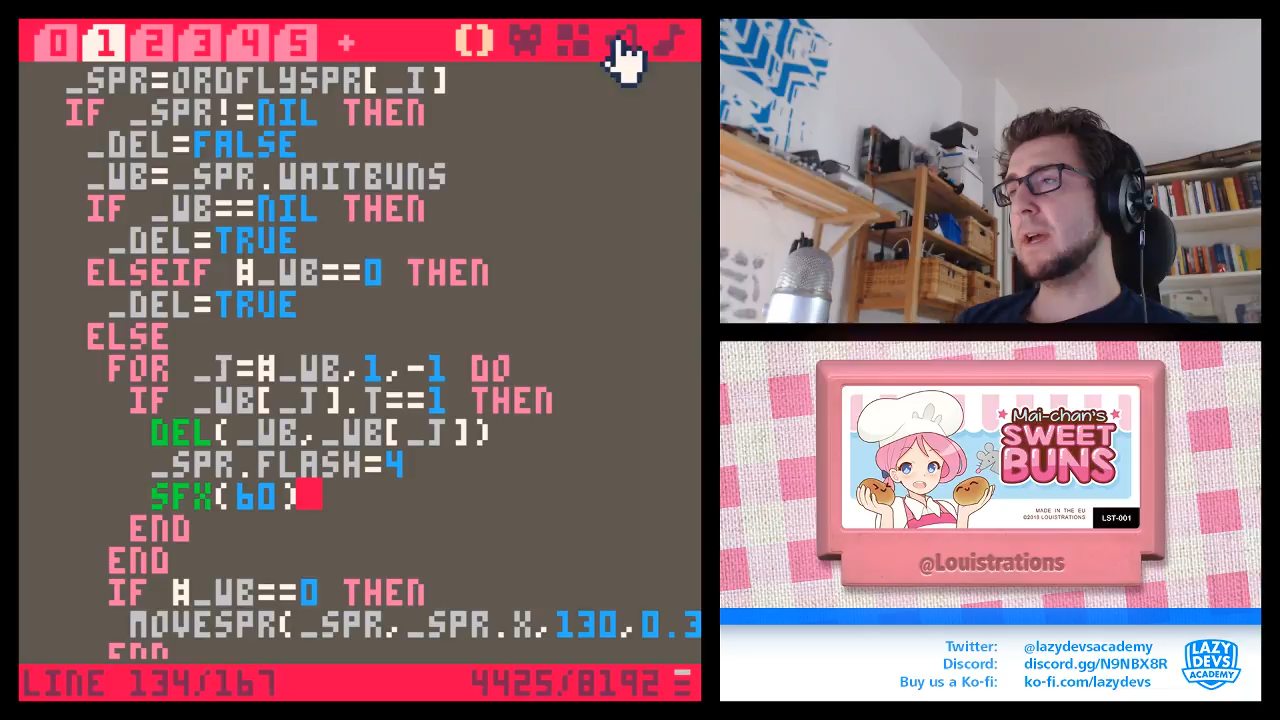 0 1 2 3 4 5 +
_SPR=ORDFLYSPR[_I]
IF _SPR!=NIL THEN
_DEL=FALSE
_WB=_SPR.WAITBUNS
IF _WB==NIL THEN
_DEL=TRUE
ELSEIF #_WB==0 THEN
_DEL=TRUE
ELSE
FOR _J=#_WB,1,-1 DO
IF _WB[_J].T==1 THEN
DEL(_WB,_WB[_J])
_SPR.FLASH=4
SFX(60)
END
END
IF #_WB==0 THEN
MOVESPR(_SPR,_SPR.X,130,0.3
END
LINE 134/167 4425/8192
Mai-chan's
SWEET
BUNS
MADE IN THE EU
©2019 LOUISTRATIONS
LST-001
@Louistrations
Twitter: @lazydevsacademy
Discord: discord.gg/N9NBX8R
Buy us a Ko-fi: ko-fi.com/lazydevs
LAZY
DEVS
ACADEMY